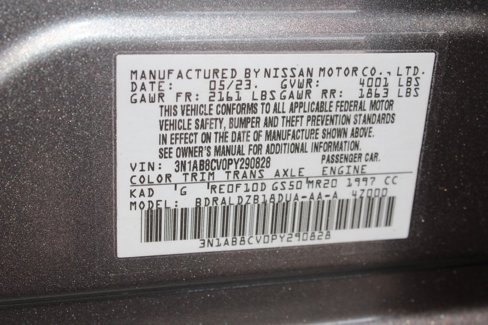 MANUFACTURED BY NISSAN MOTOR CO., LTD.
DATE: 05/23 GVWR: 4001 LBS
GAWR FR: 2161 LBS GAWR RR: 1863 LBS
THIS VEHICLE CONFORMS TO ALL APPLICABLE FEDERAL MOTOR
VEHICLE SAFETY, BUMPER AND THEFT PREVENTION STANDARDS
IN EFFECT ON THE DATE OF MANUFACTURE SHOWN ABOVE.
SEE OWNER'S MANUAL FOR ADDITIONAL INFORMATION.
VIN: 3N1AB8CV0PY290828 PASSENGER CAR.
COLOR TRIM TRANS AXLE ENGINE
KAD G RE0F10D GS50 MR20 1997 CC
MODEL: BDRALDZB18DUA-AA-A 47000
3N1AB8CV0PY290828